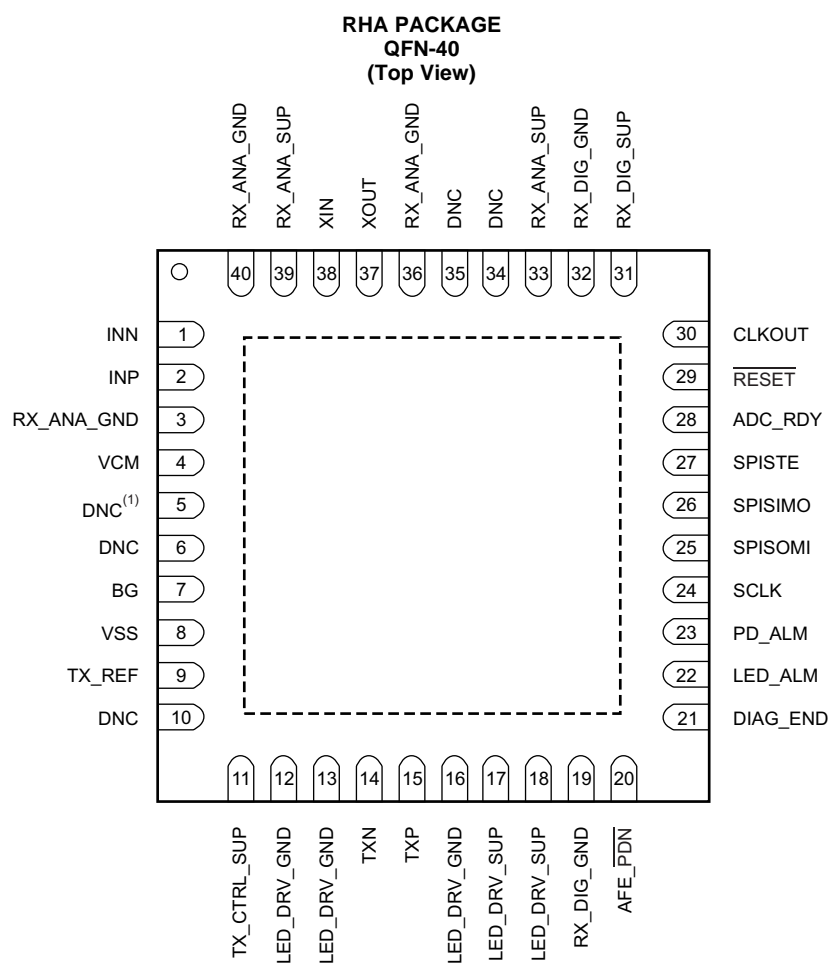 RHA PACKAGE
QFN-40
(Top View)
RX_ANA_GND
RX_ANA_SUP
XIN
XOUT
RX_ANA_GND
DNC
DNC
RX_ANA_SUP
RX_DIG_GND
RX_DIG_SUP
40 39 38 37 36 35 34 33 32 31
INN 1
INP 2
RX_ANA_GND 3
VCM 4
DNC(1) 5
DNC 6
BG 7
VSS 8
TX_REF 9
DNC 10
30 CLKOUT
29 RESET
28 ADC_RDY
27 SPISTE
26 SPISIMO
25 SPISOMI
24 SCLK
23 PD_ALM
22 LED_ALM
21 DIAG_END
11 12 13 14 15 16 17 18 19 20
TX_CTRL_SUP
LED_DRV_GND
LED_DRV_GND
TXN
TXP
LED_DRV_GND
LED_DRV_SUP
LED_DRV_SUP
RX_DIG_GND
AFE_PDN